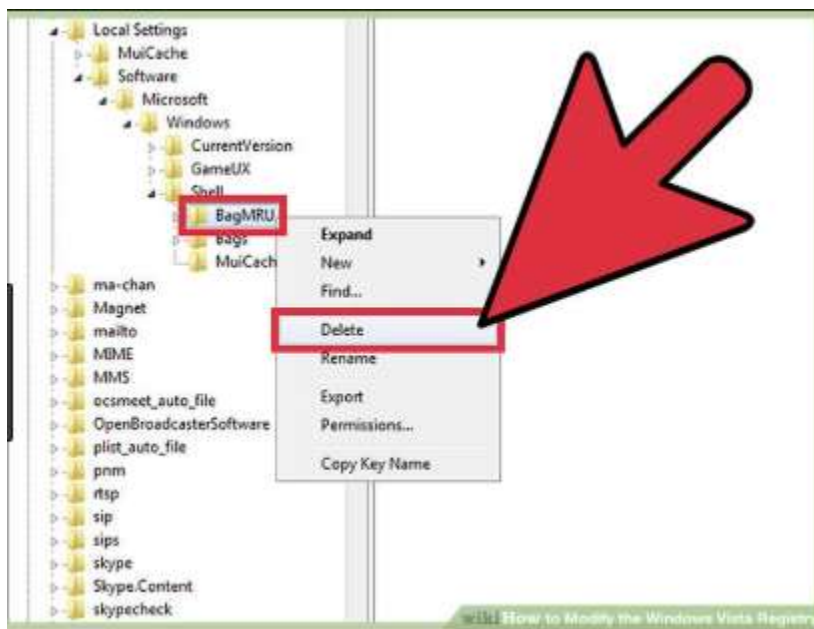 Local Settings
MuiCache
Software
Microsoft
Windows
CurrentVersion
GameUX
Shell
BagMRU
Bags
MuiCach
ma-chan
Magnet
mailto
MIME
MMS
ocsmeet_auto_file
OpenBroadcasterSoftware
plist_auto_file
pnm
rtsp
sip
sips
skype
Skype.Content
skypecheck
Expand
New
Find...
Delete
Rename
Export
Permissions...
Copy Key Name
wikiHow to Modify the Windows Vista Registry